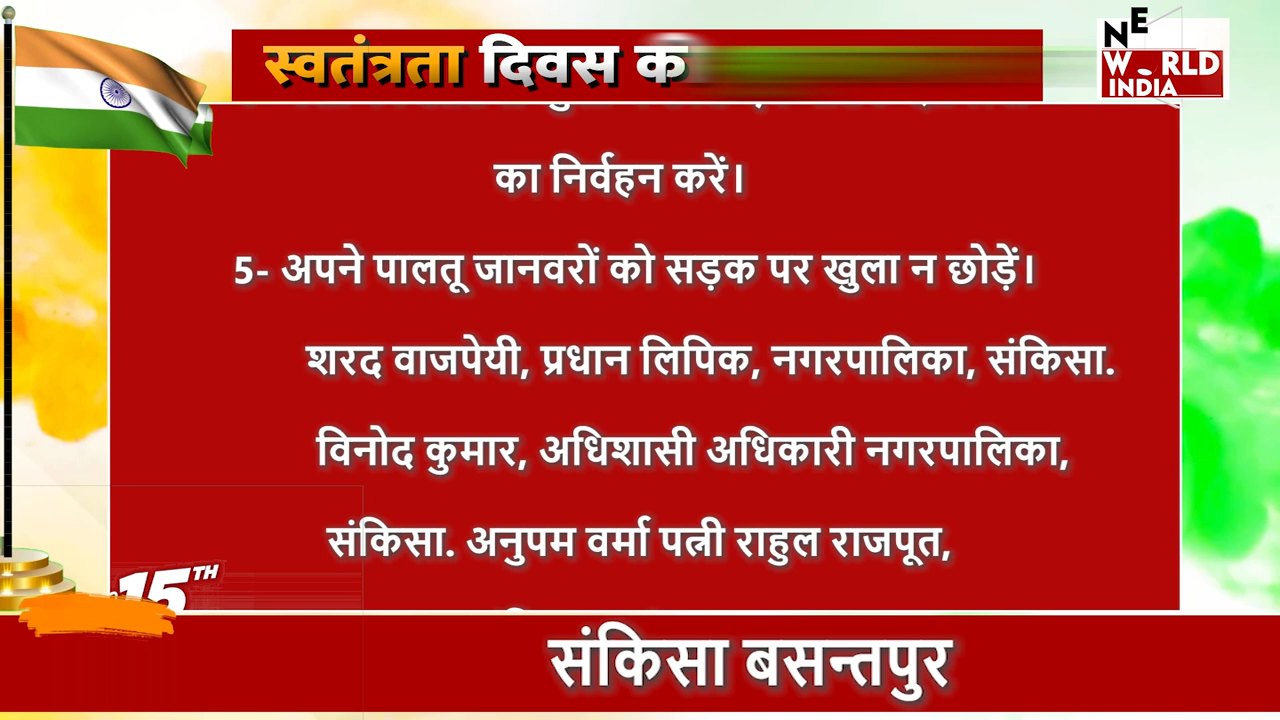 स्वतंत्रता दिवस क
NE
WORLD
INDIA
का निर्वहन करें।
5- अपने पालतू जानवरों को सड़क पर खुला न छोड़ें।
शरद वाजपेयी, प्रधान लिपिक, नगरपालिका, संकिसा.
विनोद कुमार, अधिशासी अधिकारी नगरपालिका,
संकिसा. अनुपम वर्मा पत्नी राहुल राजपूत,
15TH
संकिसा बसन्तपुर